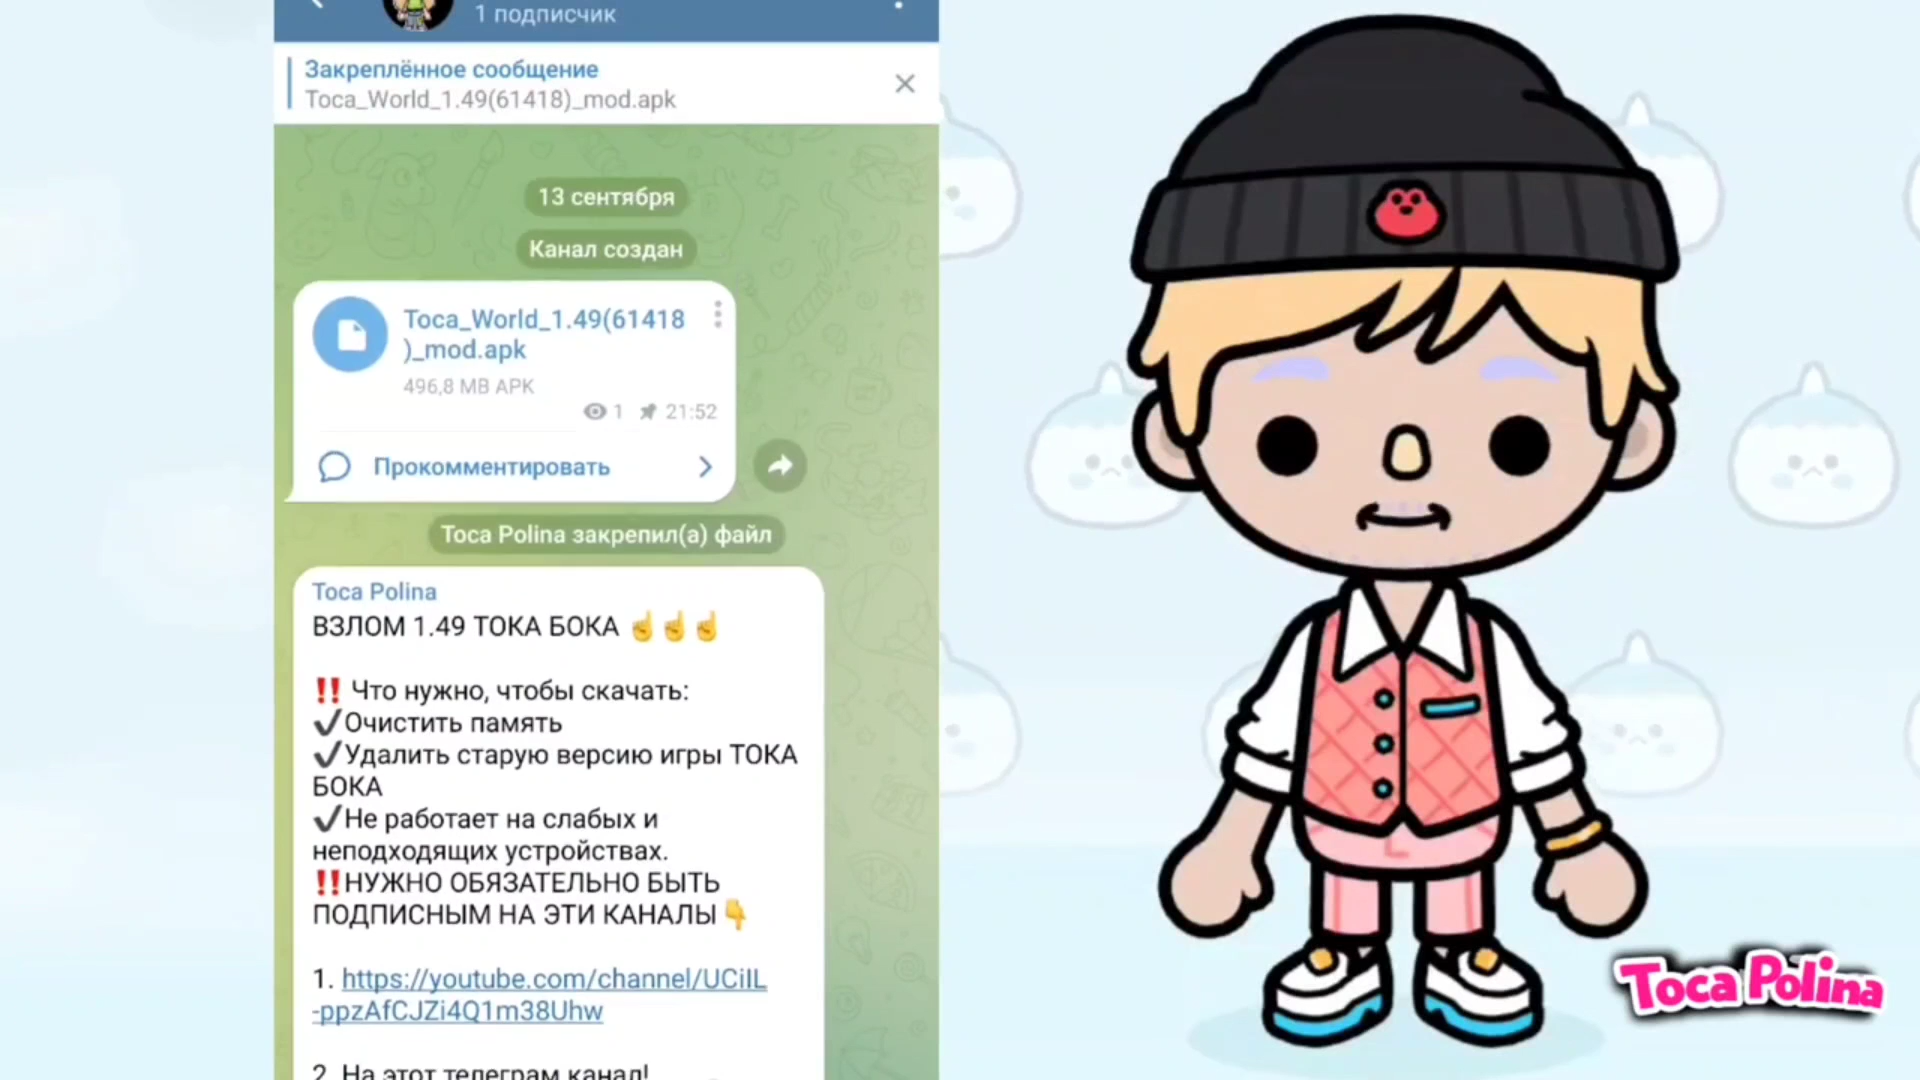 1 подписчик
Закреплённое сообщение
Toca_World_1.49(61418)_mod.apk
13 сентября
Канал создан
Toca_World_1.49(61418
)_mod.apk
496,8 MB APK
1 21:52
Прокомментировать
Toca Polina закрепил(а) файл
Toca Polina
ВЗЛОМ 1.49 ТОКА БОКА ☝️☝️☝️
‼️ Что нужно, чтобы скачать:
✔️Очистить память
✔️Удалить старую версию игры ТОКА
БОКА
✔️Не работает на слабых и
неподходящих устройствах.
‼️НУЖНО ОБЯЗАТЕЛЬНО БЫТЬ
ПОДПИСНЫМ НА ЭТИ КАНАЛЫ👇
1. https://youtube.com/channel/UCiIL
-ppzAfCJZi4Q1m38Uhw
2. На этот телеграм канал!
Toca Polina